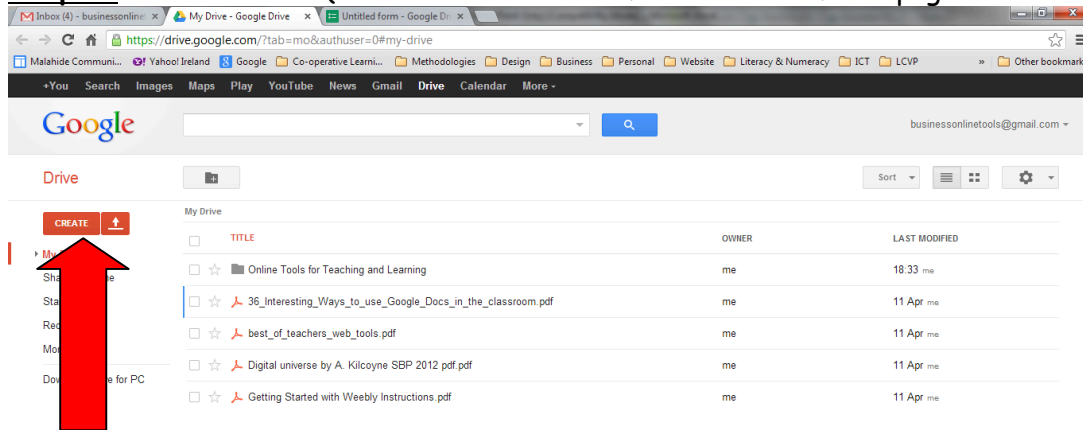 Inbox (4) - businessonline My Drive - Google Drive Untitled form - Google Dr
https://drive.google.com/?tab=mo&authuser=0#my-drive
Malahide Communi... Yahoo! Ireland Google Co-operative Learni... Methodologies Design Business Personal Website Literacy & Numeracy ICT LCVP » Other bookmark
+You Search Images Maps Play YouTube News Gmail Drive Calendar More
Google businessonlinetools@gmail.com
Drive Sort
CREATE My Drive
TITLE OWNER LAST MODIFIED
Online Tools for Teaching and Learning me 18:33 me
36_Interesting_Ways_to_use_Google_Docs_in_the_classroom.pdf me 11 Apr me
best_of_teachers_web_tools.pdf me 11 Apr me
Digital universe by A. Kilcoyne SBP 2012 pdf.pdf me 11 Apr me
Getting Started with Weebly Instructions.pdf me 11 Apr me
for PC